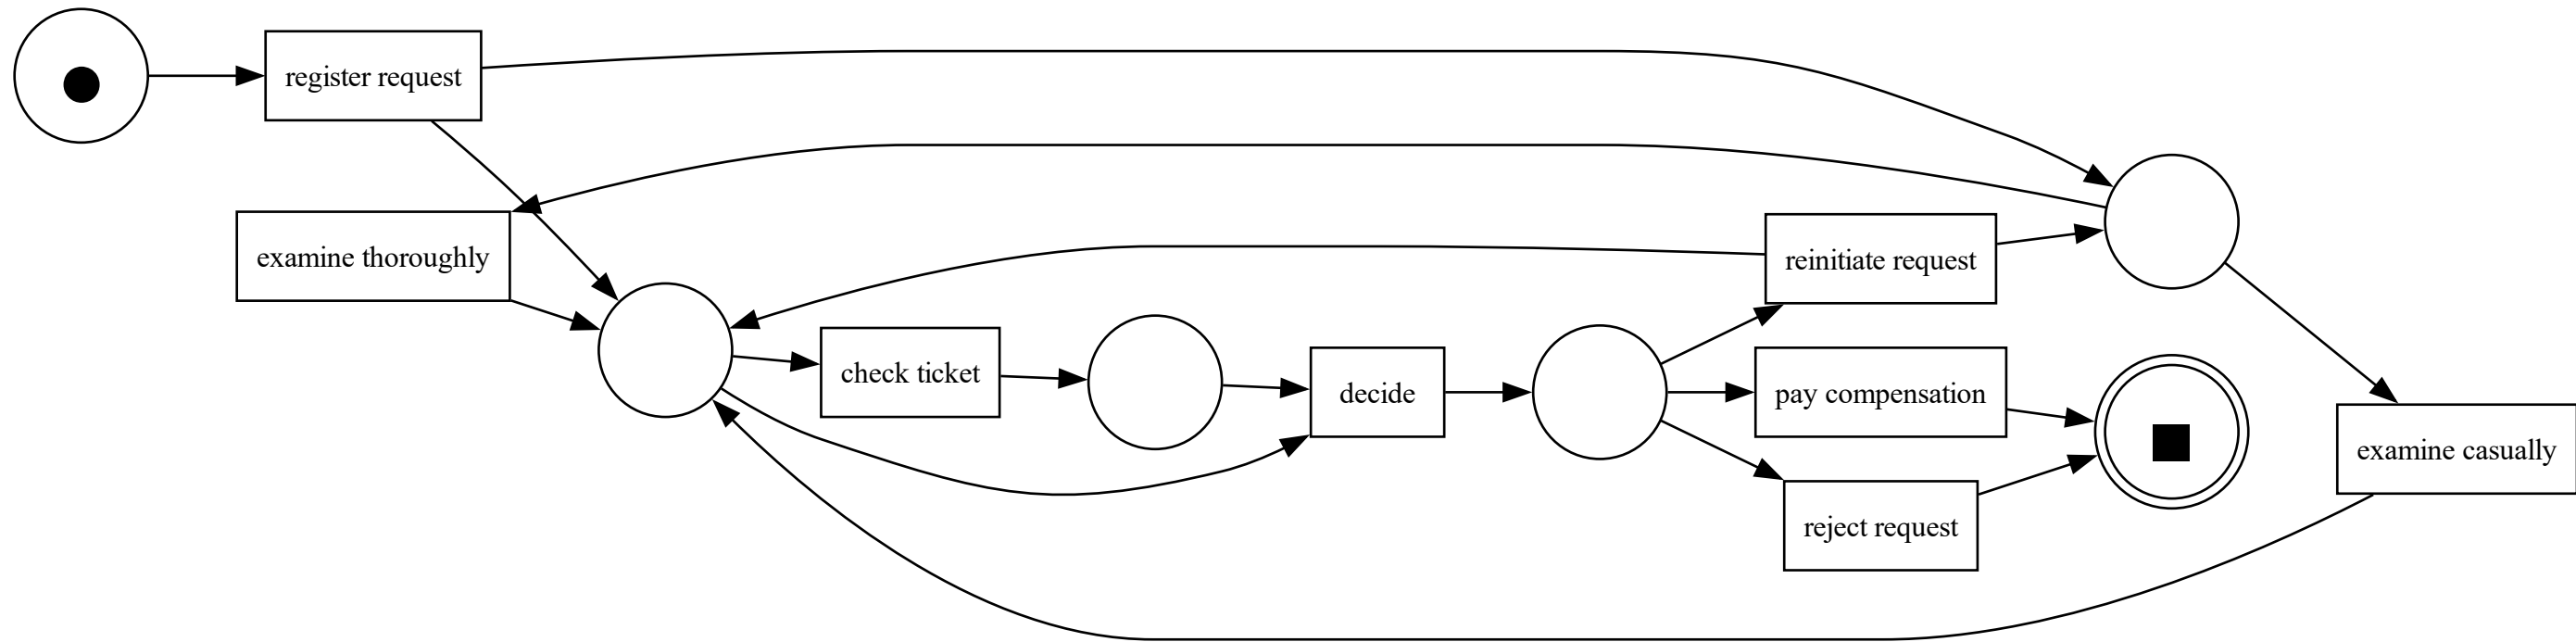 register request
examine thoroughly
reinitiate request
check ticket
decide
pay compensation
examine casually
reject request